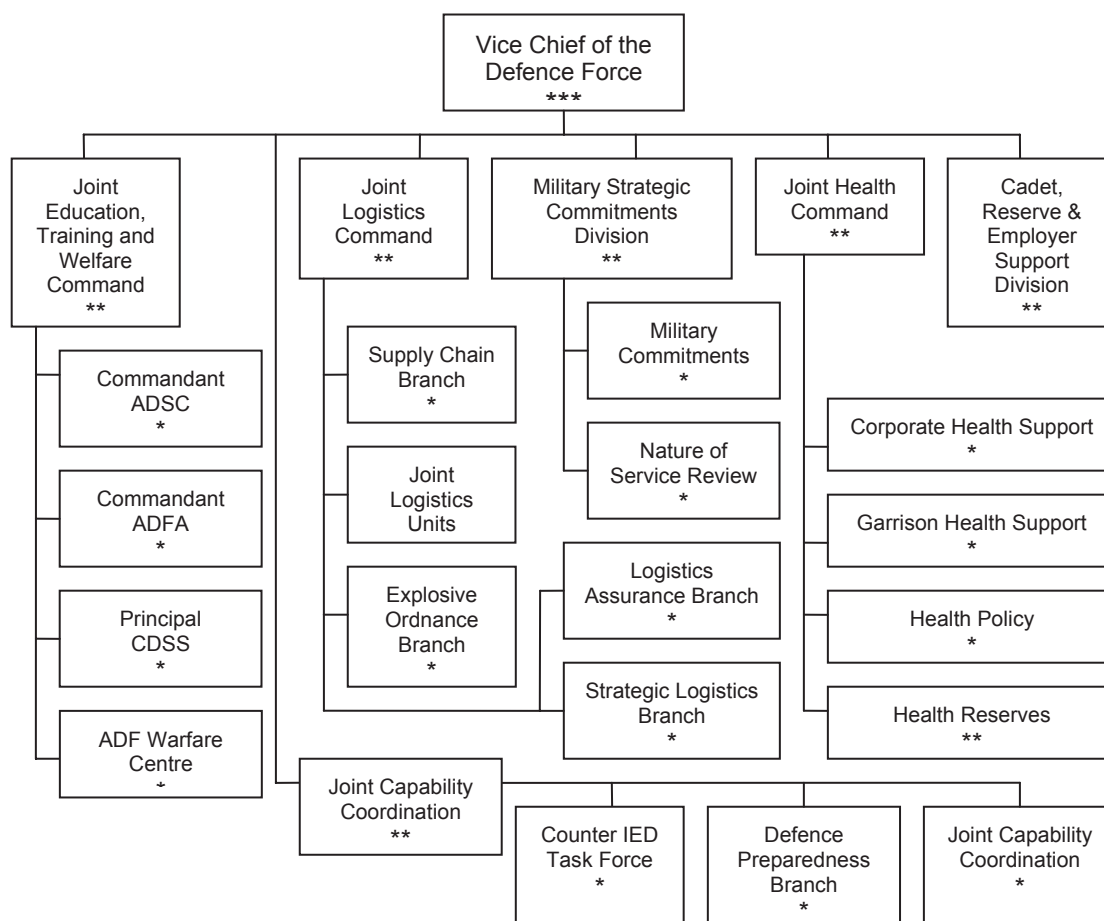 Vice Chief of the
Defence Force
***
Joint
Education,
Training and
Welfare
Command
**
Joint
Logistics
Command
**
Military Strategic
Commitments
Division
**
Joint Health
Command
**
Cadet,
Reserve &
Employer
Support
Division
**
Commandant
ADSC
*
Commandant
ADFA
*
Principal
CDSS
*
ADF Warfare
Centre
*
Supply Chain
Branch
*
Joint
Logistics
Units
Explosive
Ordnance
Branch
*
Military
Commitments
*
Nature of
Service Review
*
Logistics
Assurance Branch
*
Strategic Logistics
Branch
*
Corporate Health Support
*
Garrison Health Support
*
Health Policy
*
Health Reserves
**
Joint Capability
Coordination
**
Counter IED
Task Force
*
Defence
Preparedness
Branch
*
Joint Capability
Coordination
*